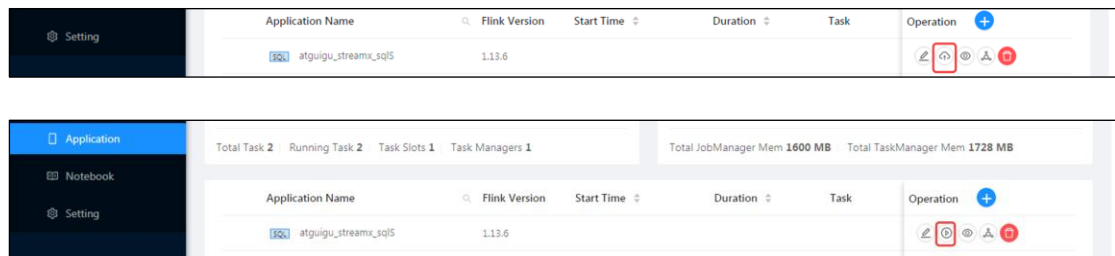 Application Name Flink Version Start Time Duration Task Operation
Setting
SQL atguigu_streamx_sql5 1.13.6
Application
Total Task 2 Running Task 2 Task Slots 1 Task Managers 1 Total JobManager Mem 1600 MB Total TaskManager Mem 1728 MB
Notebook
Application Name Flink Version Start Time Duration Task Operation
Setting
SQL atguigu_streamx_sql5 1.13.6